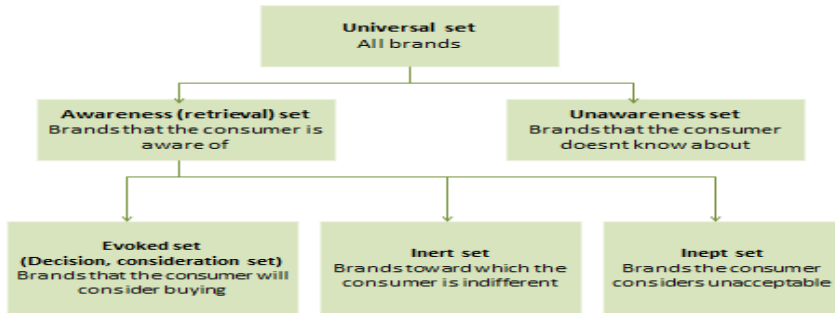 Universal set
All brands
Awareness (retrieval) set
Brands that the consumer is
aware of
Unawareness set
Brands that the consumer
doesnt know about
Evoked set
(Decision, consideration set)
Brands that the consumer will
consider buying
Inert set
Brands toward which the
consumer is indifferent
Inept set
Brands the consumer
considers unacceptable